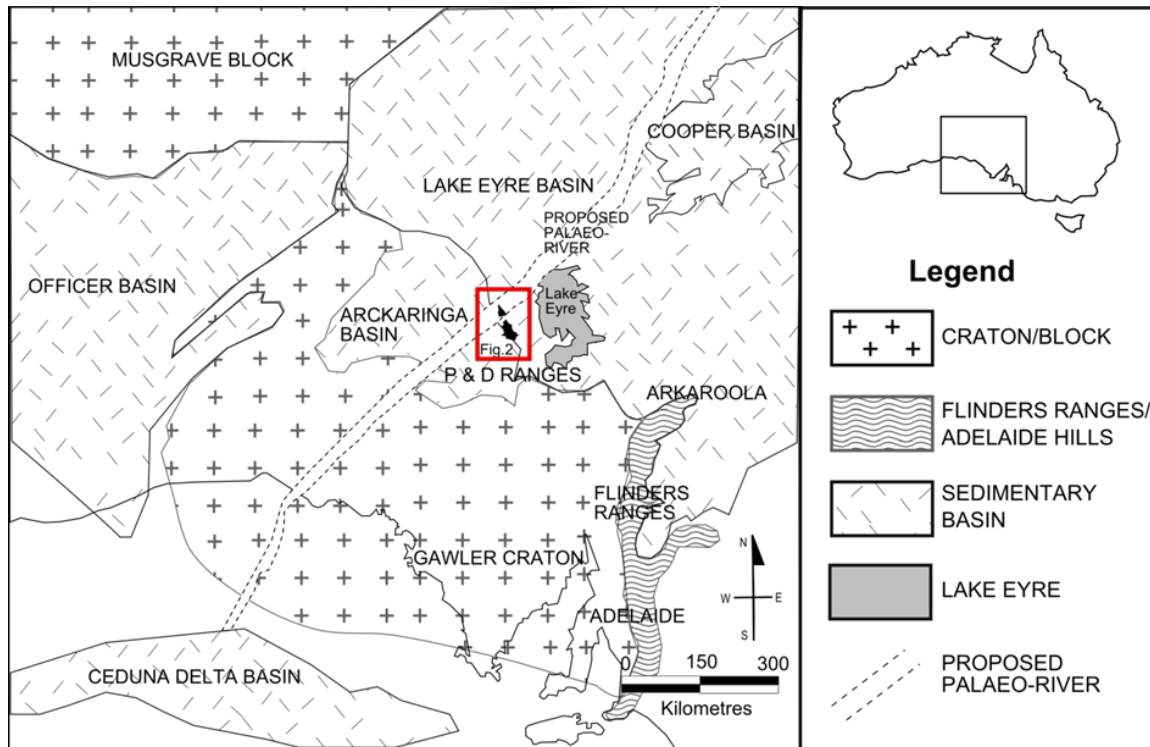 MUSGRAVE BLOCK
COOPER BASIN
LAKE EYRE BASIN
PROPOSED
PALAEO-
RIVER
OFFICER BASIN
ARCKARINGA
BASIN
Lake
Eyre
Fig.2
P & D RANGES
ARKAROOLA
FLINDERS
RANGES
GAWLER CRATON
ADELAIDE
CEDUNA DELTA BASIN
N
W
E
S
0 150 300
Kilometres
Legend
CRATON/BLOCK
FLINDERS RANGES/
ADELAIDE HILLS
SEDIMENTARY
BASIN
LAKE EYRE
PROPOSED
PALAEO-RIVER